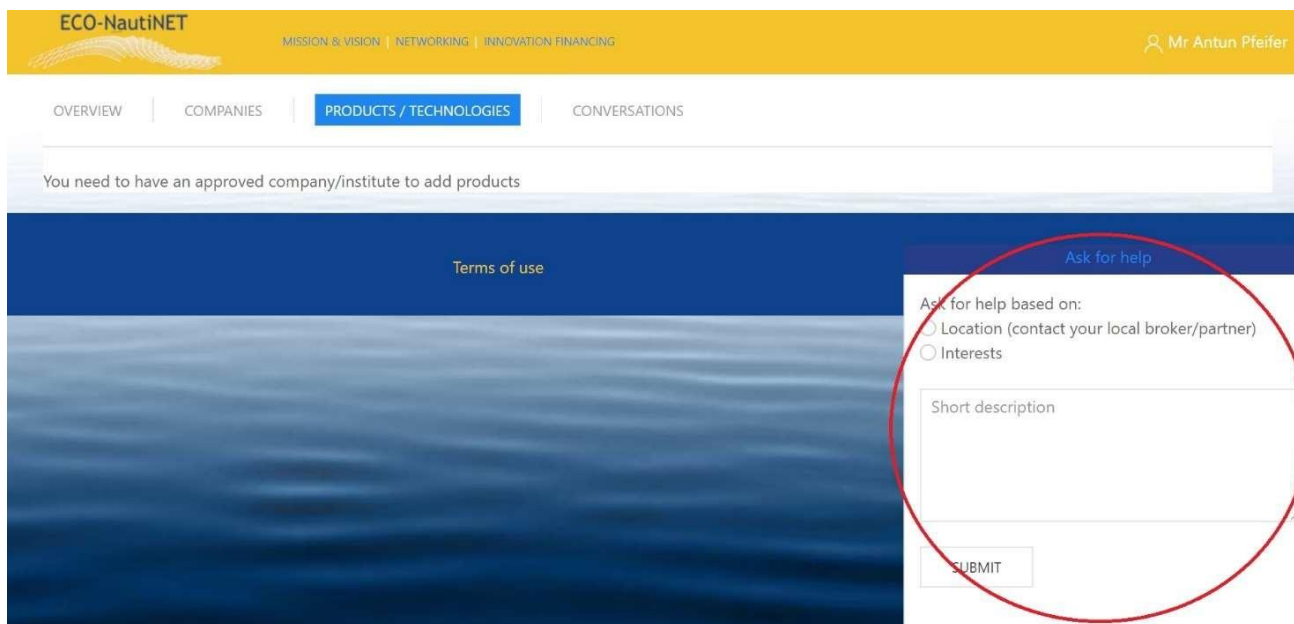 ECO-NautiNET
MISSION & VISION | NETWORKING | INNOVATION FINANCING
Mr Antun Pfeifer
OVERVIEW | COMPANIES | PRODUCTS / TECHNOLOGIES | CONVERSATIONS
You need to have an approved company/institute to add products
Terms of use
Ask for help
Ask for help based on:
Location (contact your local broker/partner)
Interests
Short description
SUBMIT